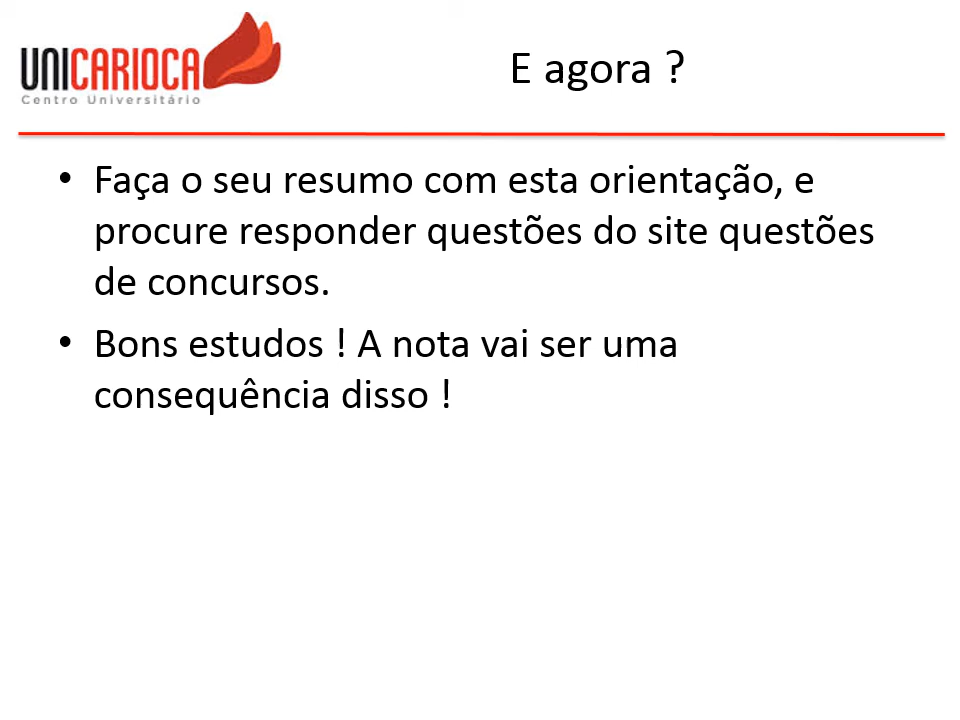 UNICARIOCA
Centro Universitário
E agora ?
• Faça o seu resumo com esta orientação, e
procure responder questões do site questões
de concursos.
• Bons estudos ! A nota vai ser uma
consequência disso !